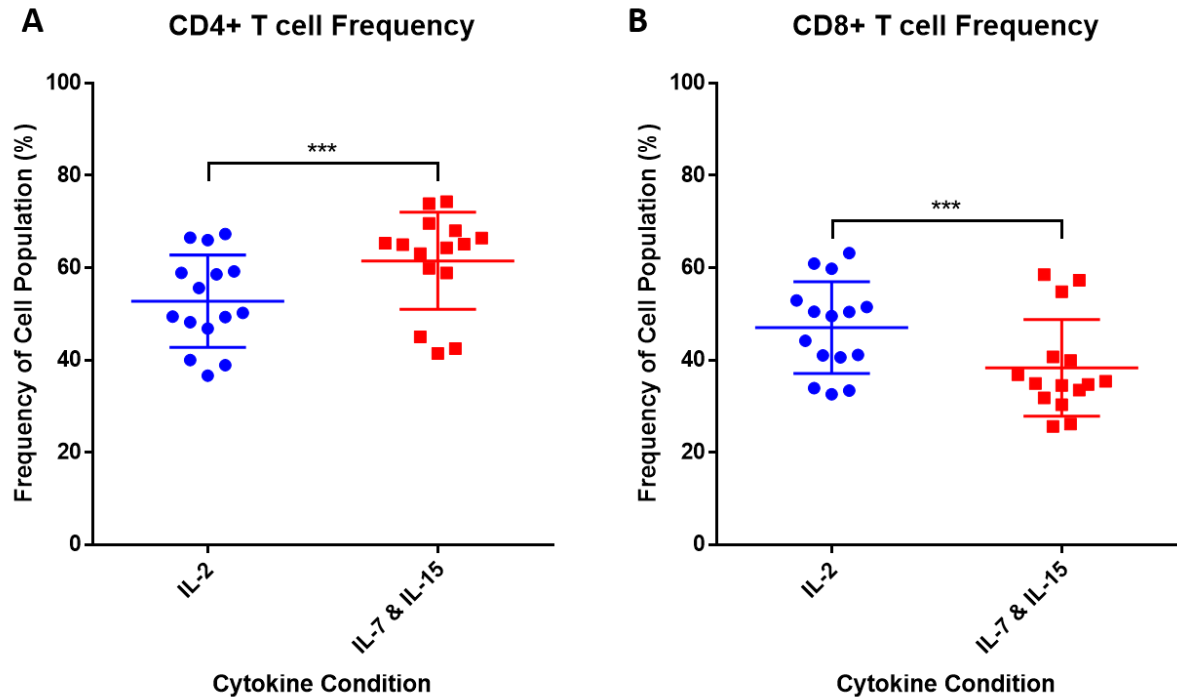 A
CD4+ T cell Frequency
Frequency of Cell Population (%)
100
80
60
40
20
0
***
IL-2
IL-7 & IL-15
Cytokine Condition
B
CD8+ T cell Frequency
Frequency of Cell Population (%)
100
80
60
40
20
0
***
IL-2
IL-7 & IL-15
Cytokine Condition